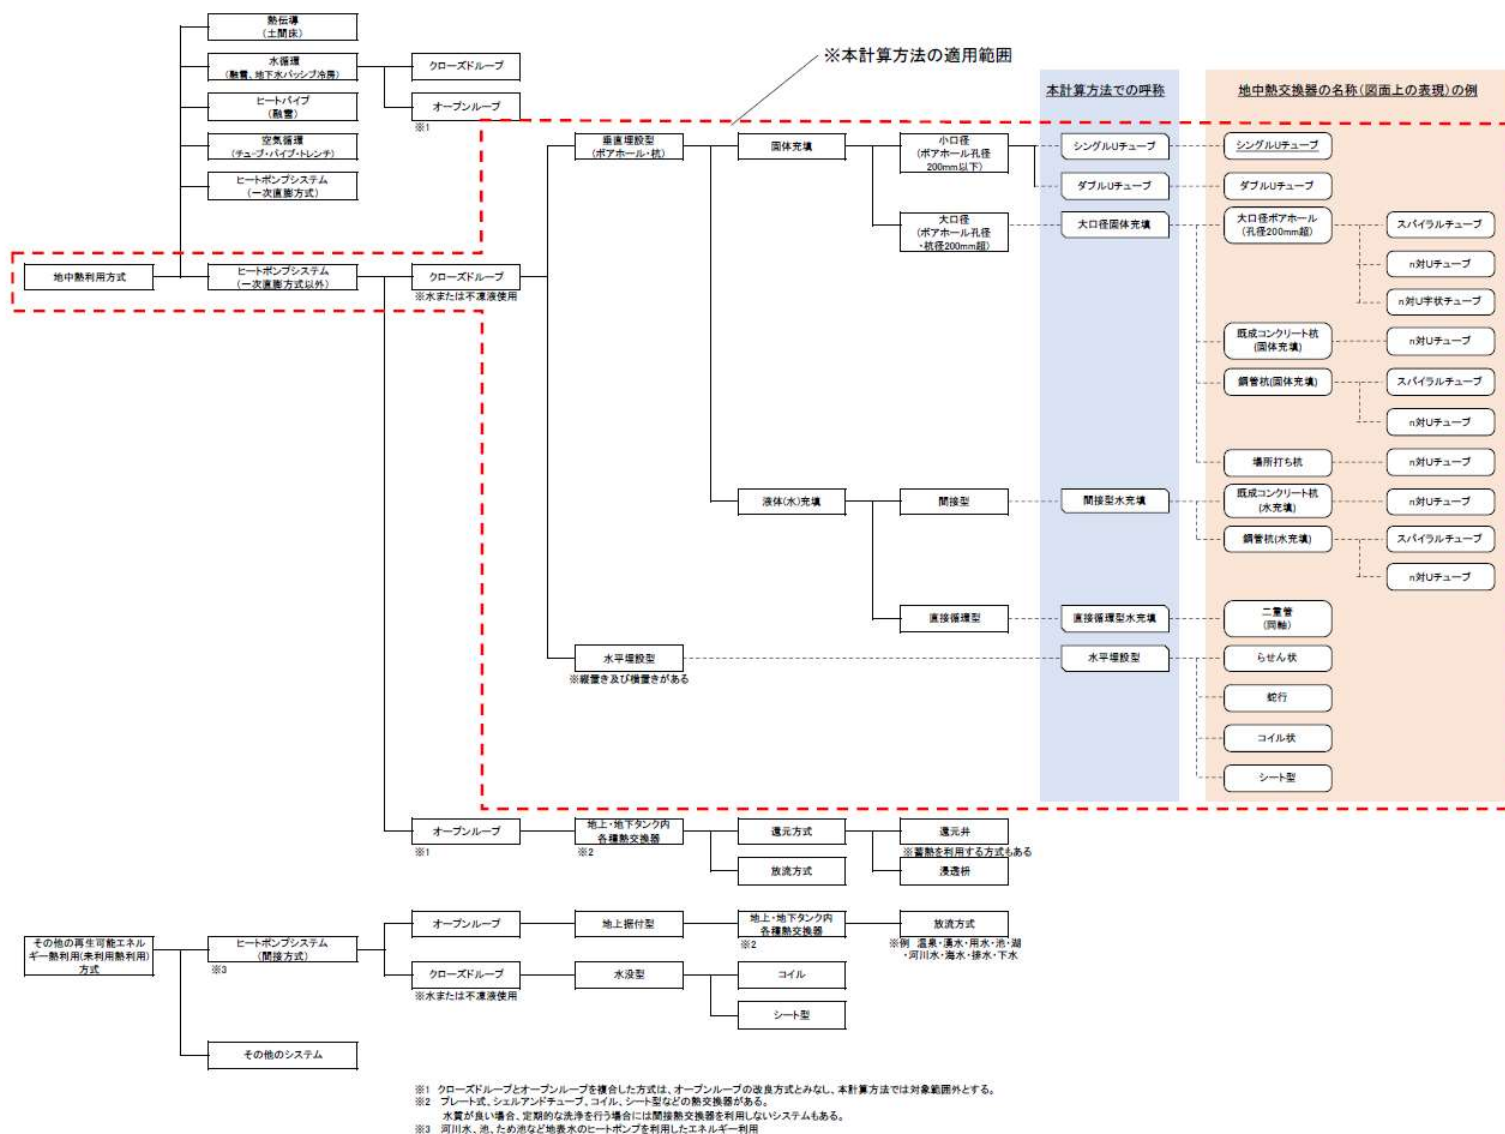 熱伝導
(土間床)
水循環
(融雪、地下水パッシブ冷房)
ヒートパイプ
(融雪)
空気循環
(チューブ・パイプ・トレンチ)
ヒートポンプシステム
(一次直膨方式)
地中熱利用方式
ヒートポンプシステム
(一次直膨方式以外)
クローズドループ
オープンループ
※1
クローズドループ
※水または不凍液使用
※本計算方法の適用範囲
本計算方法での呼称
地中熱交換器の名称(図面上の表現)の例
垂直埋設型
(ボアホール・杭)
固体充填
小口径
(ボアホール孔径
200mm以下)
シングルUチューブ
シングルUチューブ
ダブルUチューブ
ダブルUチューブ
大口径
(ボアホール孔径
・杭径200mm超)
大口径固体充填
大口径ボアホール
(孔径200mm超)
スパイラルチューブ
n対Uチューブ
n対U字状チューブ
既成コンクリート杭
(固体充填)
n対Uチューブ
鋼管杭(固体充填)
スパイラルチューブ
n対Uチューブ
場所打ち杭
n対Uチューブ
液体(水)充填
間接型
間接型水充填
既成コンクリート杭
(水充填)
n対Uチューブ
鋼管杭(水充填)
スパイラルチューブ
n対Uチューブ
直接循環型
直接循環型水充填
二重管
(同軸)
水平埋設型
※縦置き及び横置きがある
水平埋設型
らせん状
蛇行
コイル状
シート型
オープンループ
※1
地上・地下タンク内
各種熱交換器
※2
還元方式
還元井
※蓄熱を利用する方式もある
放流方式
浸透桝
その他の再生可能エネル
ギー熱利用(未利用熱利用)
方式
ヒートポンプシステム
(間接方式)
※3
オープンループ
地上据付型
地上・地下タンク内
各種熱交換器
※2
放流方式
※例 温泉・湧水・用水・池・湖
・河川水・海水・排水・下水
クローズドループ
※水または不凍液使用
水没型
コイル
シート型
その他のシステム
※1 クローズドループとオープンループを複合した方式は、オープンループの改良方式とみなし、本計算方法では対象範囲外とする。
※2 プレート式、シェルアンドチューブ、コイル、シート型などの熱交換器がある。
水質が良い場合、定期的な洗浄を行う場合には間接熱交換器を利用しないシステムもある。
※3 河川水、池、ため池など地表水のヒートポンプを利用したエネルギー利用